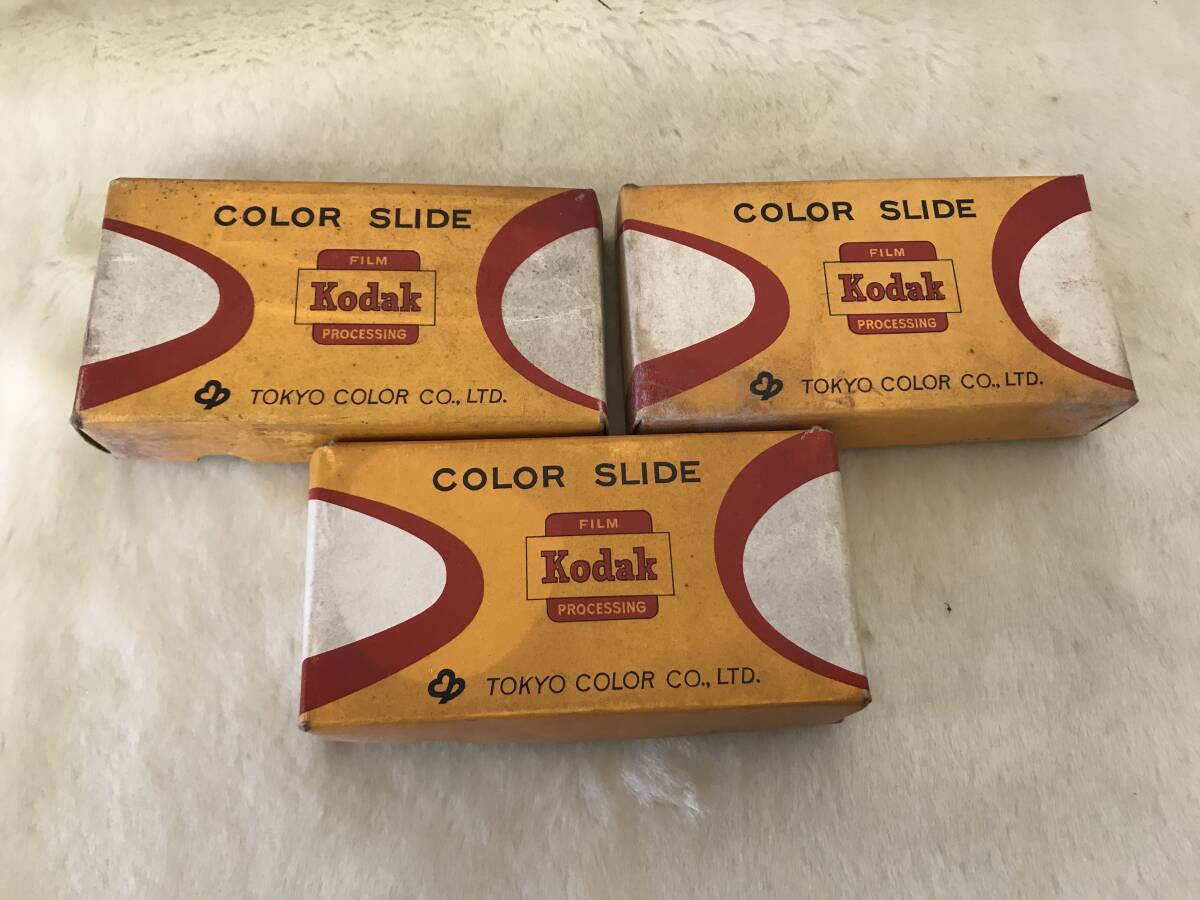 COLOR SLIDE
FILM
Kodak
PROCESSING
TOKYO COLOR CO., LTD.
COLOR SLIDE
FILM
Kodak
PROCESSING
TOKYO COLOR CO., LTD.
COLOR SLIDE
FILM
Kodak
PROCESSING
TOKYO COLOR CO., LTD.